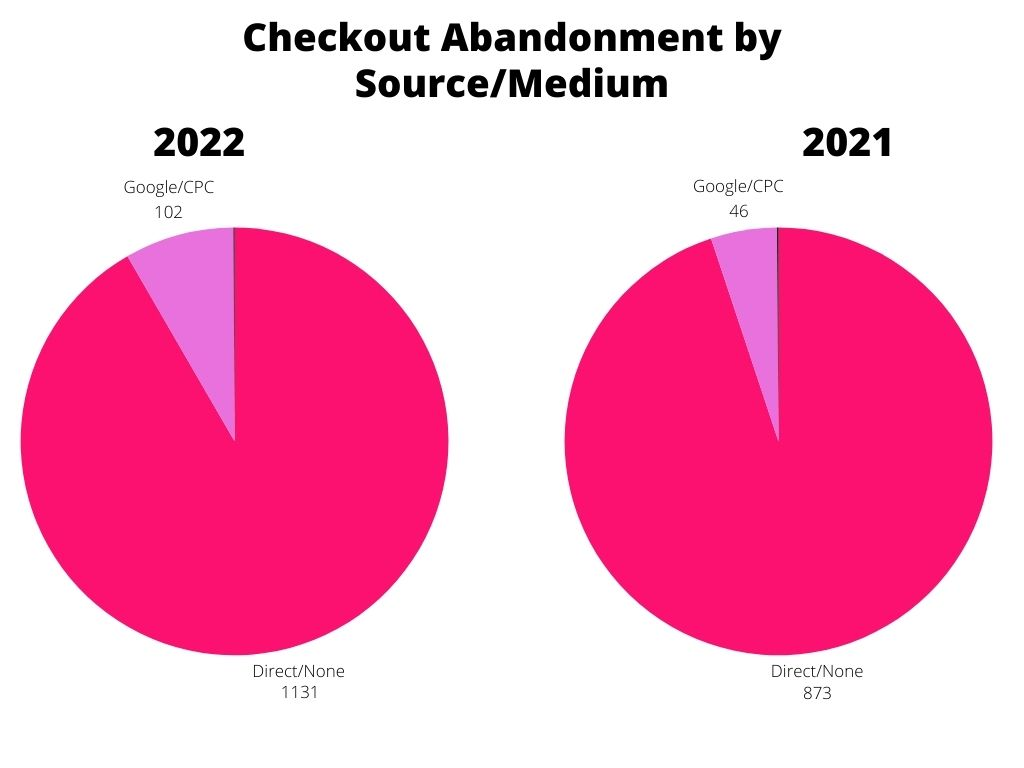 Checkout Abandonment by
Source/Medium
2022
Google/CPC
102
Direct/None
1131
2021
Google/CPC
46
Direct/None
873